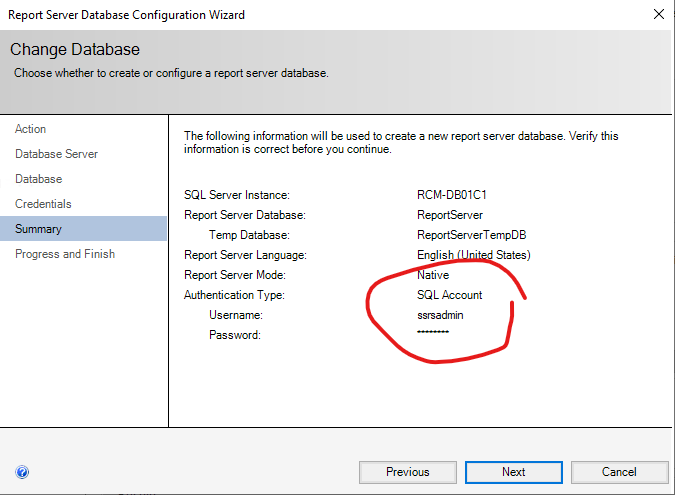 Report Server Database Configuration Wizard
Change Database
Choose whether to create or configure a report server database.
Action
Database Server
Database
Credentials
Summary
Progress and Finish
The following information will be used to create a new report server database. Verify this
information is correct before you continue.
SQL Server Instance: RCM-DB01C1
Report Server Database: ReportServer
Temp Database: ReportServerTempDB
Report Server Language: English (United States)
Report Server Mode: Native
Authentication Type: SQL Account
Username: ssrsadmin
Password: ********
Previous
Next
Cancel